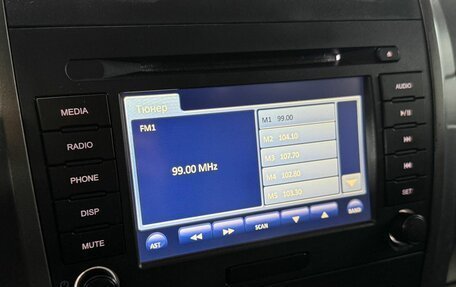 MEDIA
RADIO
PHONE
DISP
MUTE
Тюнер
FM1
99.00 MHz
M1 99.00
M2 104.10
M3 107.70
M4 102.80
M5 103.30
AST
SCAN
BAND
AUDIO
SET